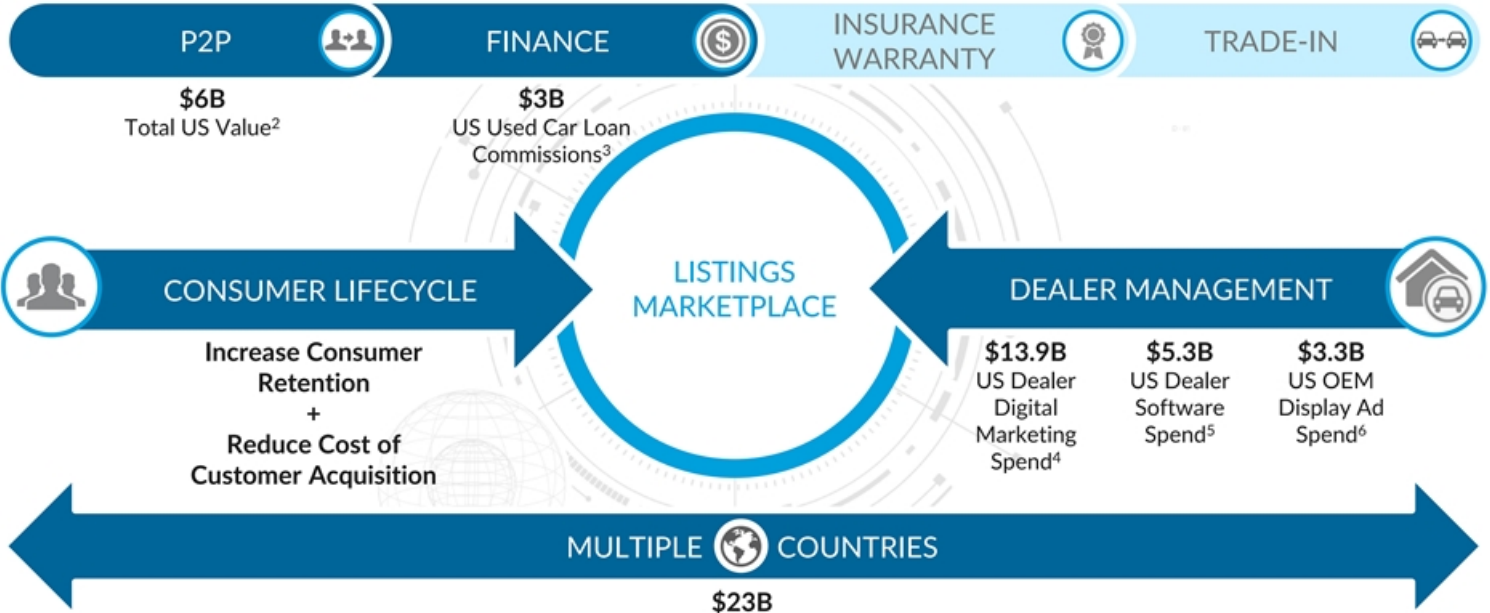 P2P
FINANCE
INSURANCE
WARRANTY
TRADE-IN
$6B
Total US Value²
$3B
US Used Car Loan
Commissions³
CONSUMER LIFECYCLE
LISTINGS
MARKETPLACE
DEALER MANAGEMENT
Increase Consumer
Retention
+
Reduce Cost of
Customer Acquisition
$13.9B
US Dealer
Digital
Marketing
Spend⁴
$5.3B
US Dealer
Software
Spend⁵
$3.3B
US OEM
Display Ad
Spend⁶
MULTIPLE COUNTRIES
$23B